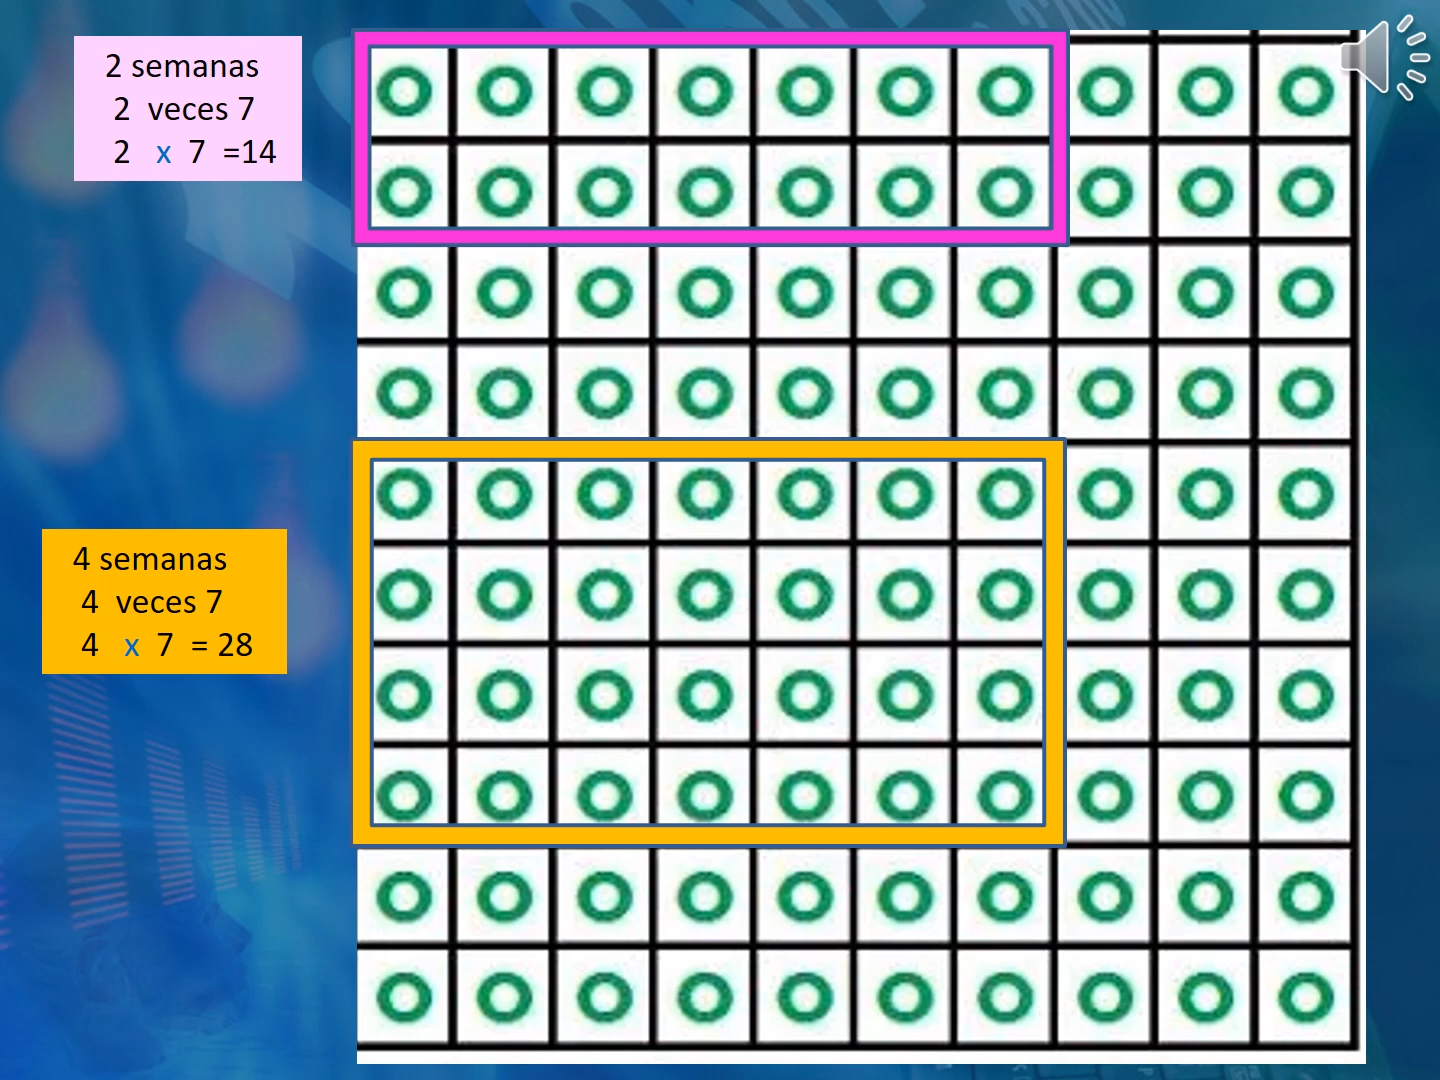 2 semanas
2 veces 7
2 x 7 =14
4 semanas
4 veces 7
4 x 7 = 28